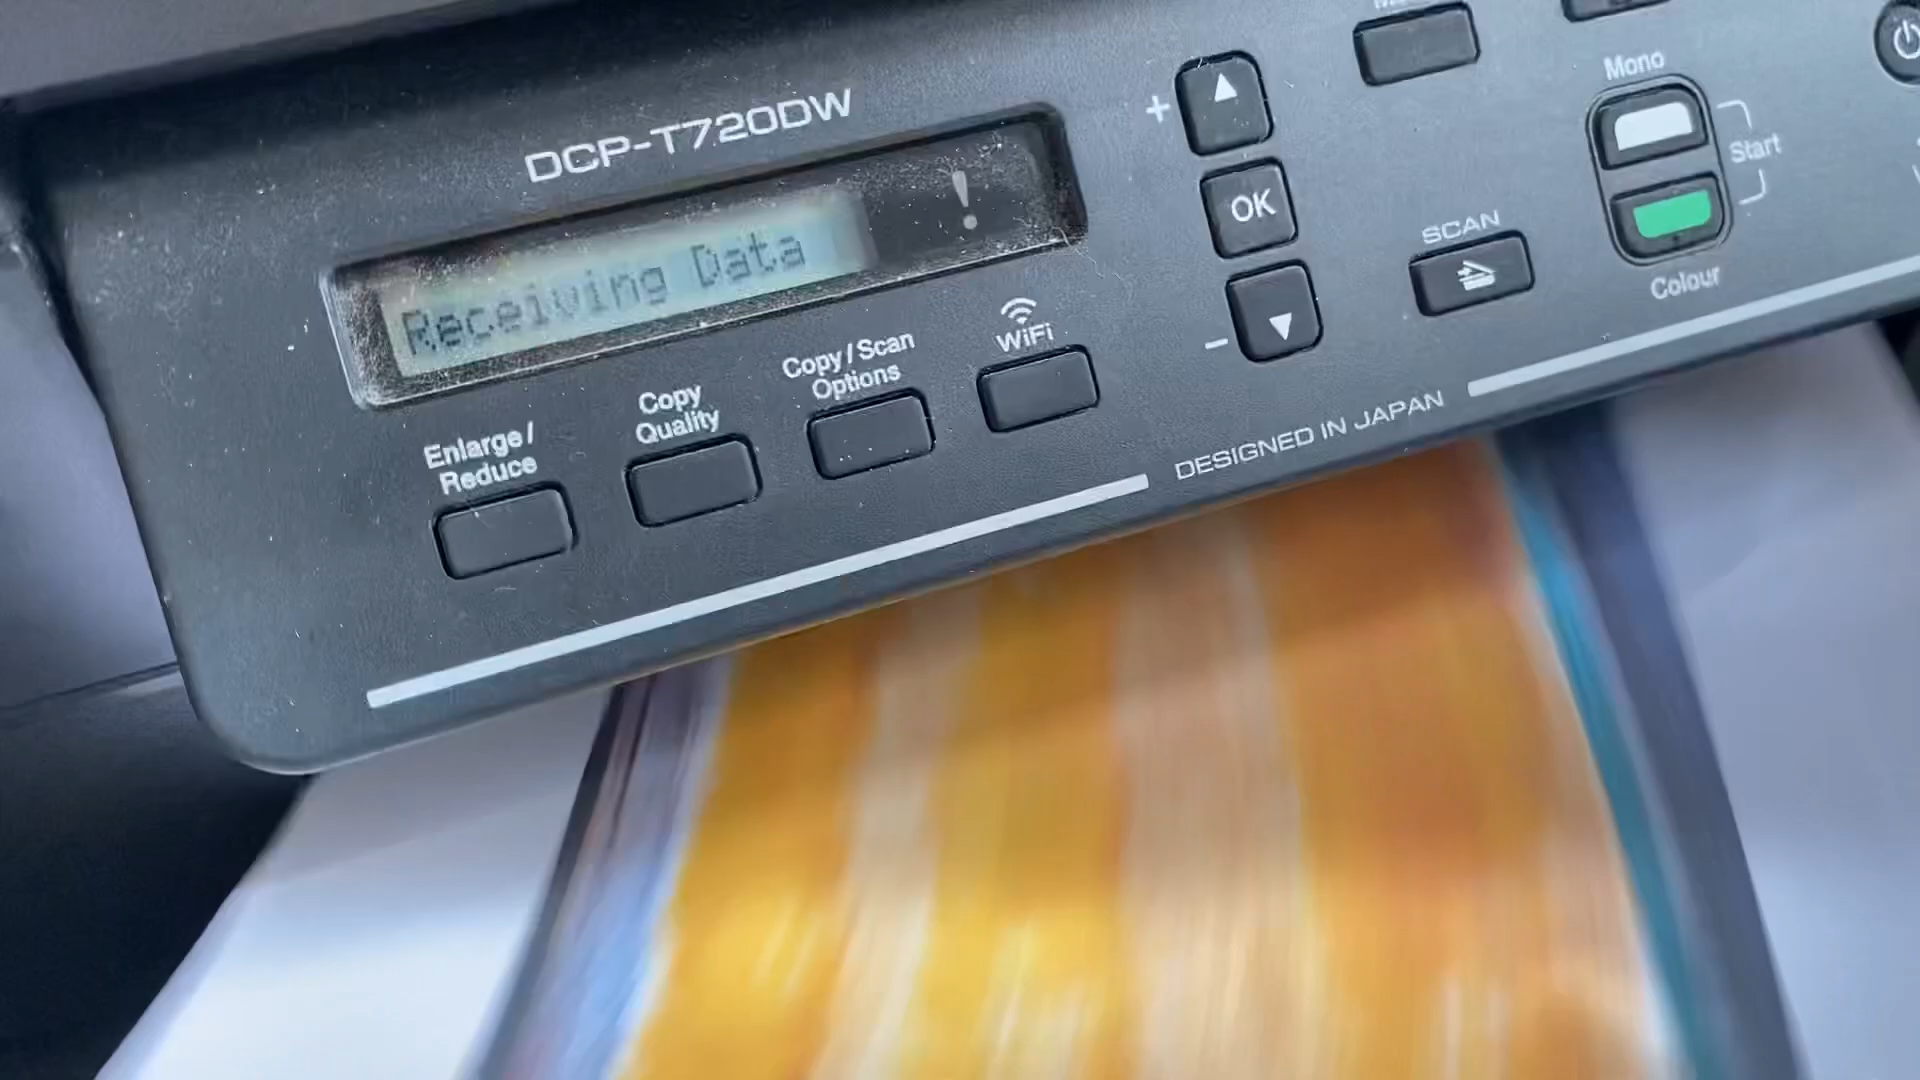 DCP-T720DW
Receiving Data
!
Enlarge/
Reduce
Copy
Quality
Copy/Scan
Options
WiFi
+
OK
-
SCAN
Mono
Start
Colour
DESIGNED IN JAPAN